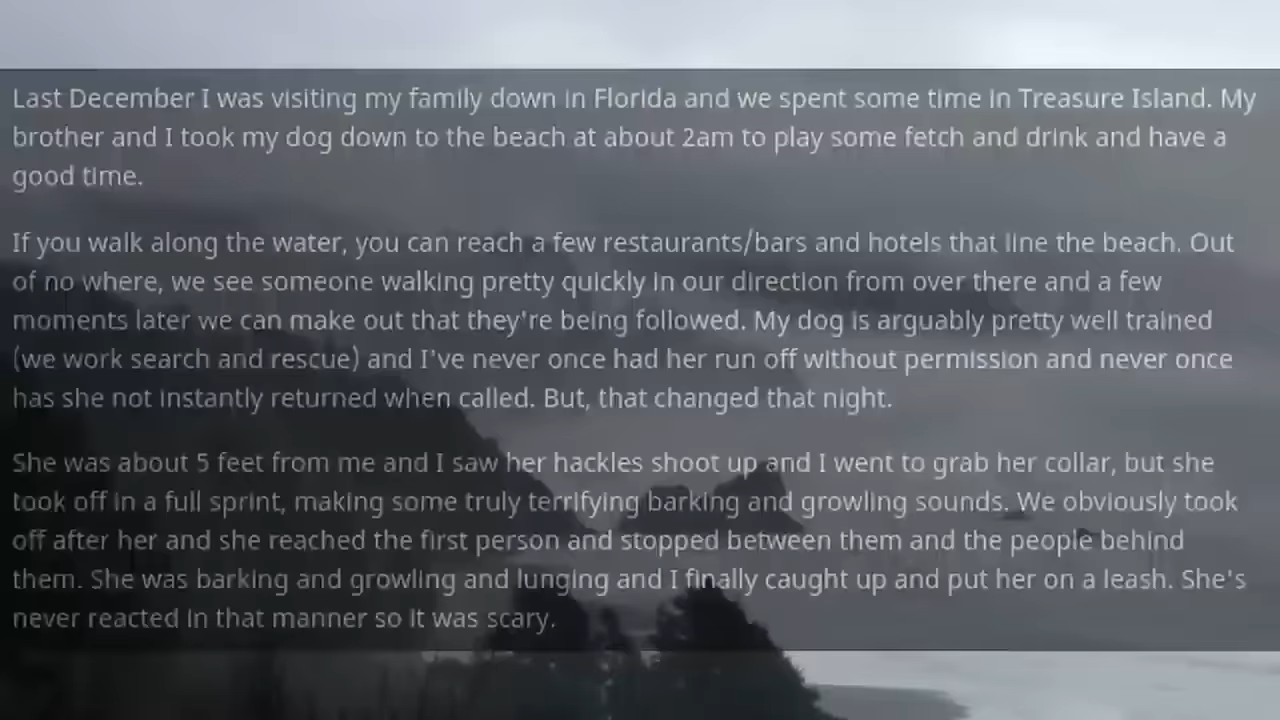 Last December I was visiting my family down in Florida and we spent some time in Treasure Island. My
brother and I took my dog down to the beach at about 2am to play some fetch and drink and have a
good time.
If you walk along the water, you can reach a few restaurants/bars and hotels that line the beach. Out
of no where, we see someone walking pretty quickly in our direction from over there and a few
moments later we can make out that they're being followed. My dog is arguably pretty well trained
(we work search and rescue) and I've never once had her run off without permission and never once
has she not instantly returned when called. But, that changed that night.
She was about 5 feet from me and I saw her hackles shoot up and I went to grab her collar, but she
took off in a full sprint, making some truly terrifying barking and growling sounds. We obviously took
off after her and she reached the first person and stopped between them and the people behind
them. She was barking and growling and lunging and I finally caught up and put her on a leash. She's
never reacted in that manner so it was scary.